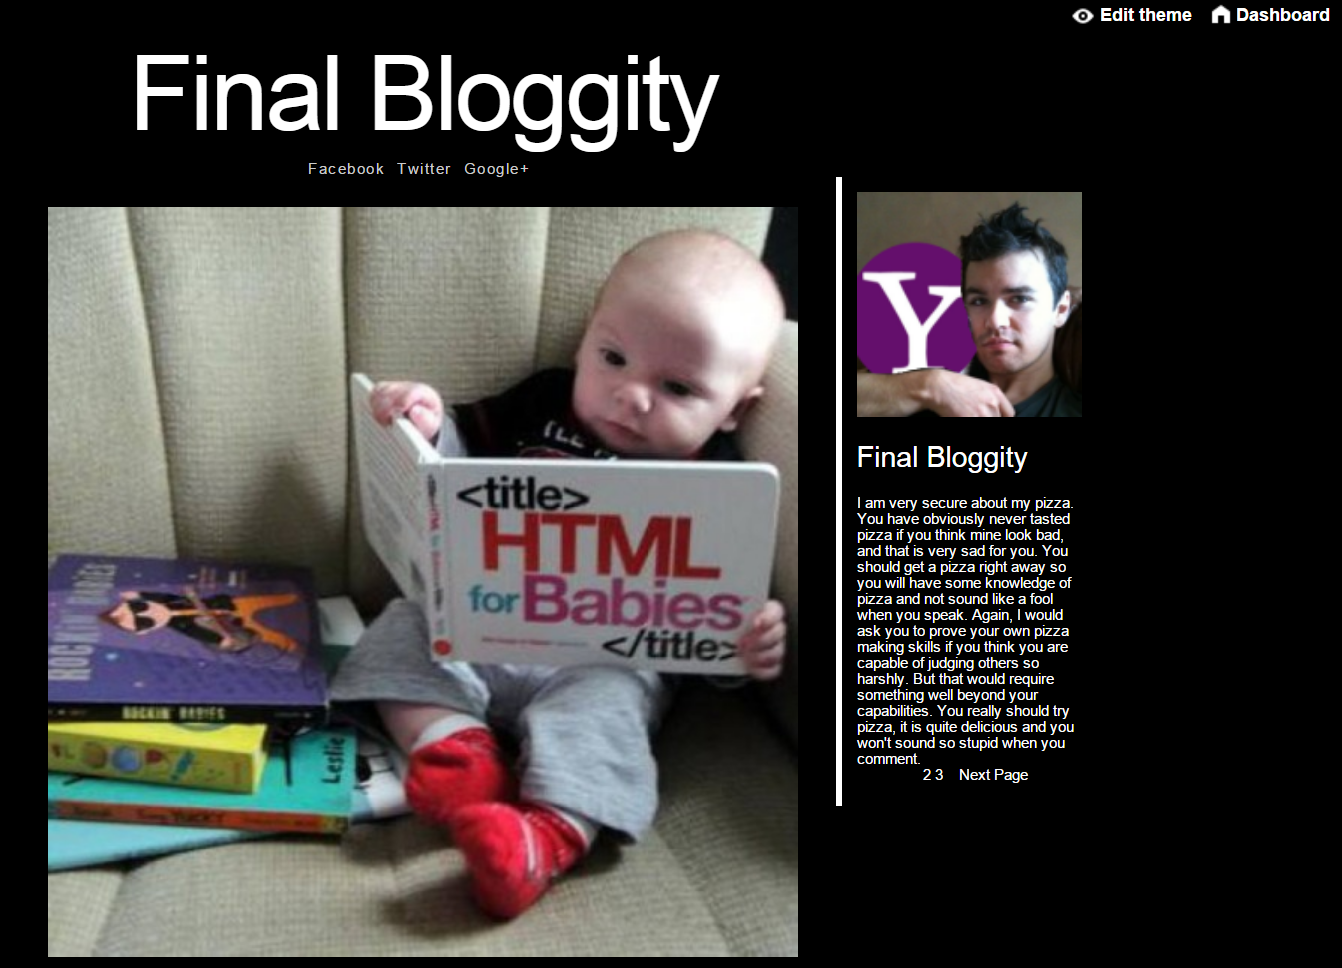 Edit theme Dashboard
Final Bloggity
Facebook Twitter Google+
<title>
HTML
for Babies
</title>
ROCKIN' BABIES
ROCKIN' BABIES
Leslie
Y
Final Bloggity
I am very secure about my pizza.
You have obviously never tasted
pizza if you think mine look bad,
and that is very sad for you. You
should get a pizza right away so
you will have some knowledge of
pizza and not sound like a fool
when you speak. Again, I would
ask you to prove your own pizza
making skills if you think you are
capable of judging others so
harshly. But that would require
something well beyond your
capabilities. You really should try
pizza, it is quite delicious and you
won't sound so stupid when you
comment.
2 3 Next Page